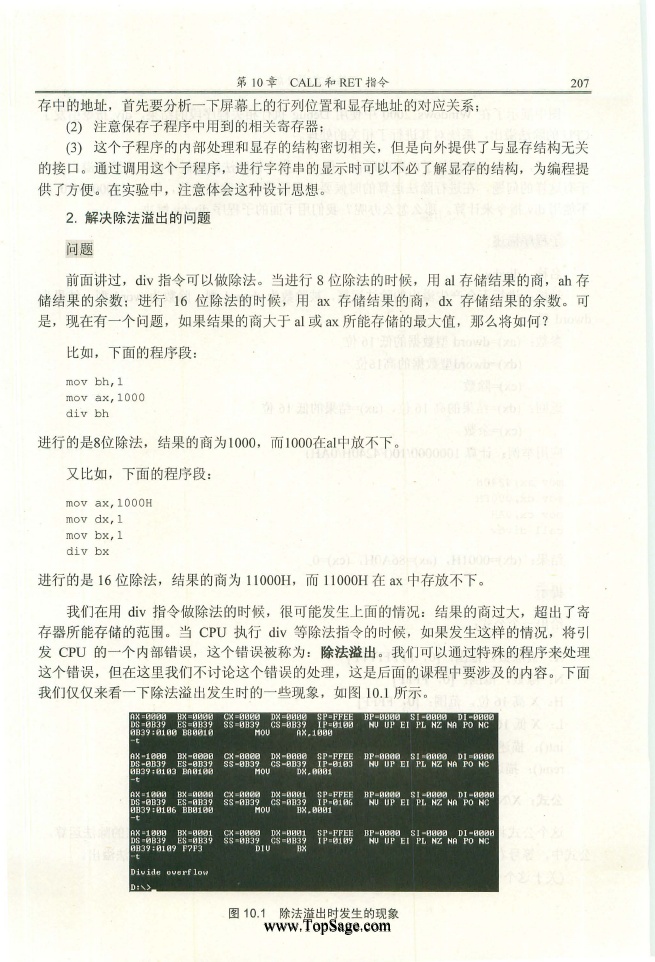 第 10 章 CALL 和 RET 指令 207
存中的地址，首先要分析一下屏幕上的行列位置和显存地址的对应关系；
(2) 注意保存子程序中用到的相关寄存器；
(3) 这个子程序的内部处理和显存的结构密切相关，但是向外提供了与显存结构无关
的接口。通过调用这个子程序，进行字符串的显示时可以不必了解显存的结构，为编程提
供了方便。在实验中，注意体会这种设计思想。
2. 解决除法溢出的问题
问题
前面讲过，div 指令可以做除法。当进行 8 位除法的时候，用 al 存储结果的商，ah 存
储结果的余数；进行 16 位除法的时候，用 ax 存储结果的商，dx 存储结果的余数。可
是，现在有一个问题，如果结果的商大于 al 或 ax 所能存储的最大值，那么将如何？
比如，下面的程序段：
mov bh,1
mov ax,1000
div bh
进行的是8位除法，结果的商为1000，而1000在al中放不下。
又比如，下面的程序段：
mov ax,1000H
mov dx,1
mov bx,1
div bx
进行的是 16 位除法，结果的商为 11000H，而 11000H 在 ax 中存放不下。
我们在用 div 指令做除法的时候，很可能发生上面的情况：结果的商过大，超出了寄
存器所能存储的范围。当 CPU 执行 div 等除法指令的时候，如果发生这样的情况，将引
发 CPU 的一个内部错误，这个错误被称为：除法溢出。我们可以通过特殊的程序来处理
这个错误，但在这里我们不讨论这个错误的处理，这是后面的课程中要涉及的内容。下面
我们仅仅来看一下除法溢出发生时的一些现象，如图 10.1 所示。
AX=0000 BX=0000 CX=0000 DX=0000 SP=FFEE BP=0000 SI=0000 DI=0000
DS=0B39 ES=0B39 SS=0B39 CS=0B39 IP=0100 NV UP EI PL NZ NA PO NC
0B39:0100 B80010 MOV AX,1000
-t
AX=1000 BX=0000 CX=0000 DX=0000 SP=FFEE BP=0000 SI=0000 DI=0000
DS=0B39 ES=0B39 SS=0B39 CS=0B39 IP=0103 NV UP EI PL NZ NA PO NC
0B39:0103 BA0100 MOV DX,0001
-t
AX=1000 BX=0000 CX=0000 DX=0001 SP=FFEE BP=0000 SI=0000 DI=0000
DS=0B39 ES=0B39 SS=0B39 CS=0B39 IP=0106 NV UP EI PL NZ NA PO NC
0B39:0106 BB0100 MOV BX,0001
-t
AX=1000 BX=0001 CX=0000 DX=0001 SP=FFEE BP=0000 SI=0000 DI=0000
DS=0B39 ES=0B39 SS=0B39 CS=0B39 IP=0109 NV UP EI PL NZ NA PO NC
0B39:0109 F7F3 DIV BX
-t
Divide overflow
D:\>_
图 10.1 除法溢出时发生的现象
www.TopSage.com